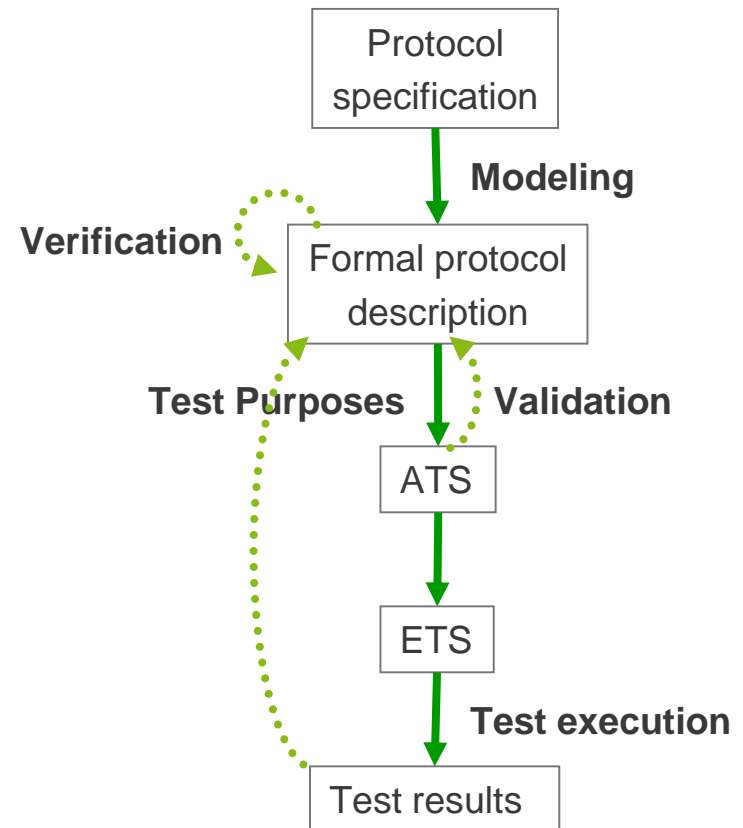 Protocol
specification
Modeling
Verification
Formal protocol
description
Test Purposes
Validation
ATS
ETS
Test execution
Test results